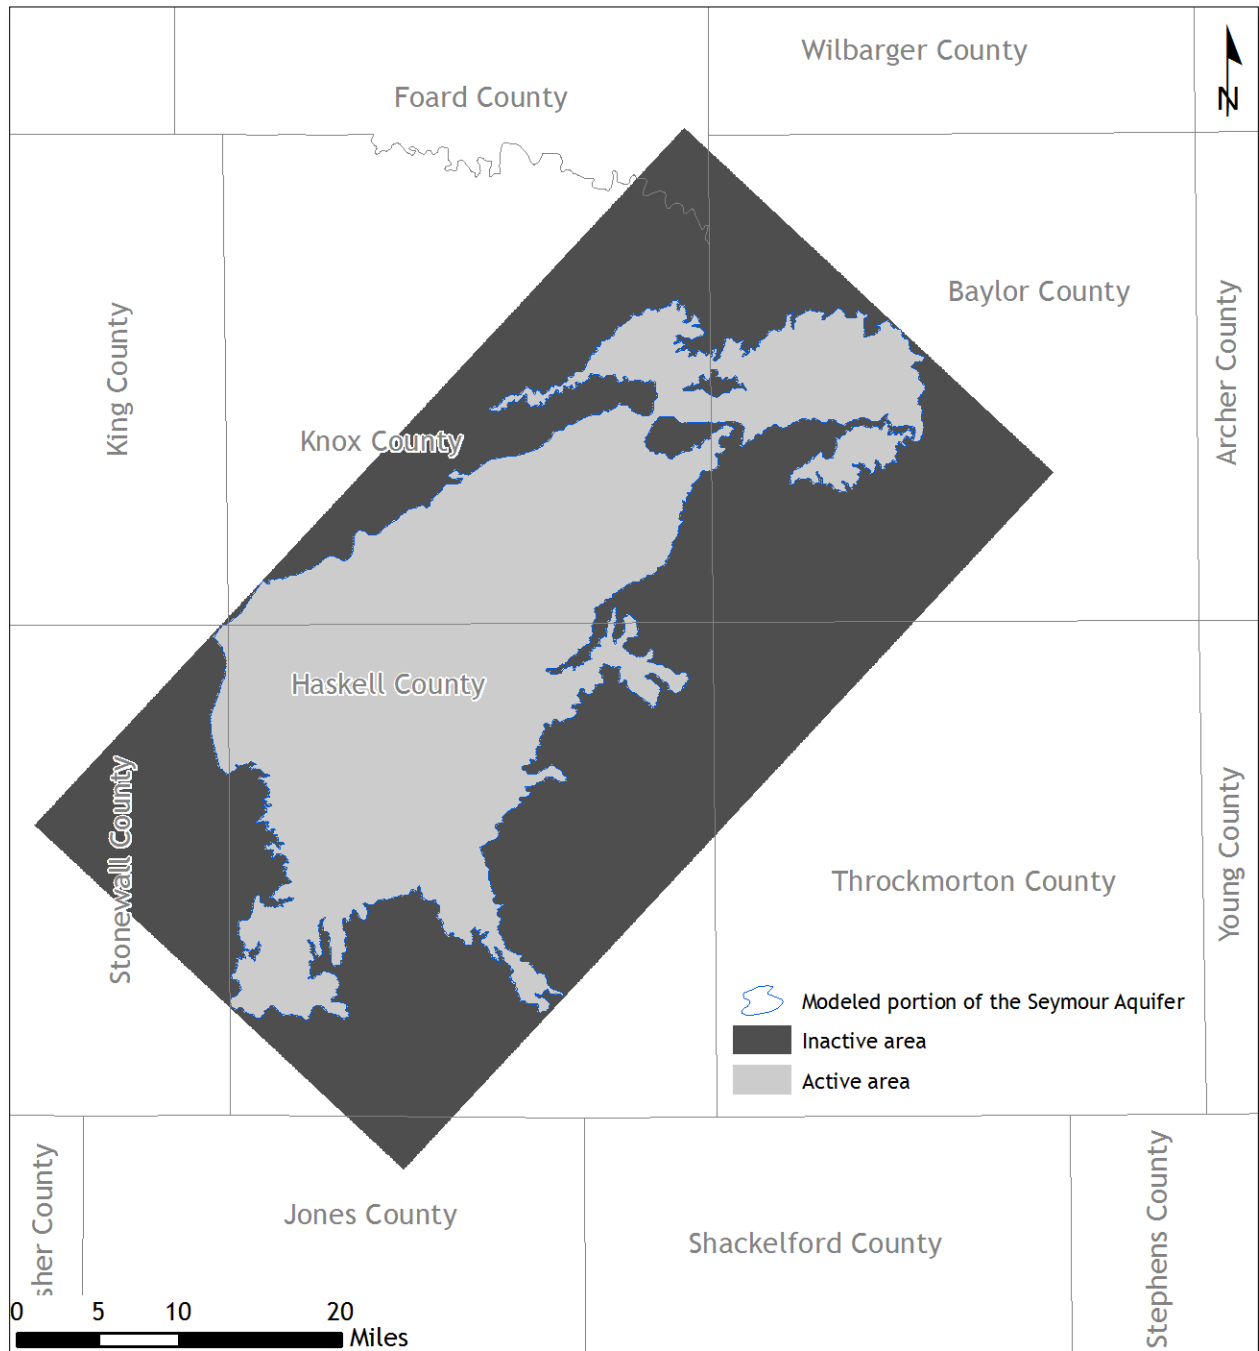 Wilbarger County
Foard County
N
Baylor County
King County
Archer County
Knox County
Haskell County
Stonewall County
Young County
Throckmorton County
Modeled portion of the Seymour Aquifer
Inactive area
Active area
sher County
Jones County
Shackelford County
Stephens County
0 5 10 20
Miles